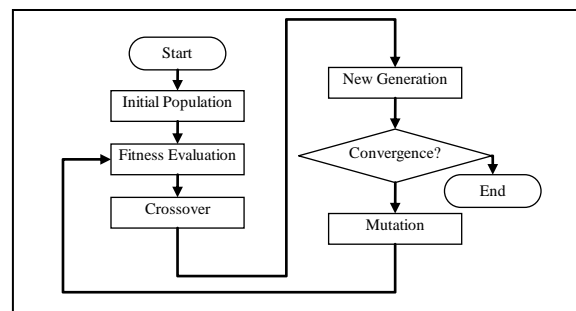 Start
Initial Population
Fitness Evaluation
Crossover
New Generation
Convergence?
End
Mutation